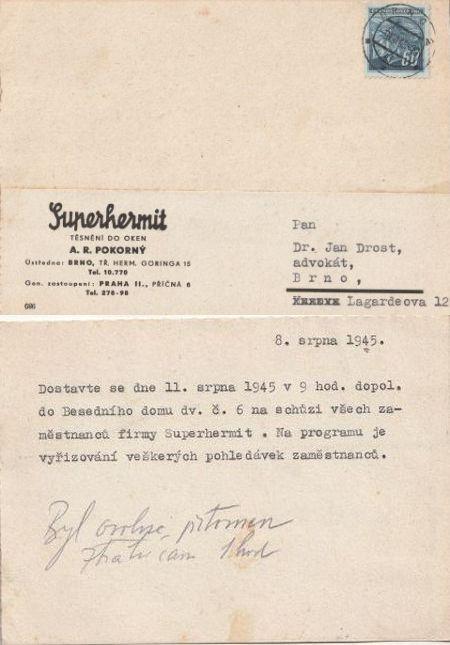 Superhermit
TĚSNĚNÍ DO OKEN
A. R. POKORNÝ
Ústředna: BRNO, TŘ. HERM. GÖRINGA 15
Tel. 10.770
Gen. zastoupení: PRAHA II., PŘÍČNÁ 6
Tel. 278-98
686
Pan
Dr. Jan Drost,
advokát,
Brno,
Lagardeova 12
8. srpna 1945.
Dostavte se dne 11. srpna 1945 v 9 hod. dopol.
do Besedního domu dv. č. 6 na schůzi všech za-
městnanců firmy Superhermit . Na programu je
vyřizování veškerých pohledávek zaměstnanců.
Byl osobně přítomen
1 hod